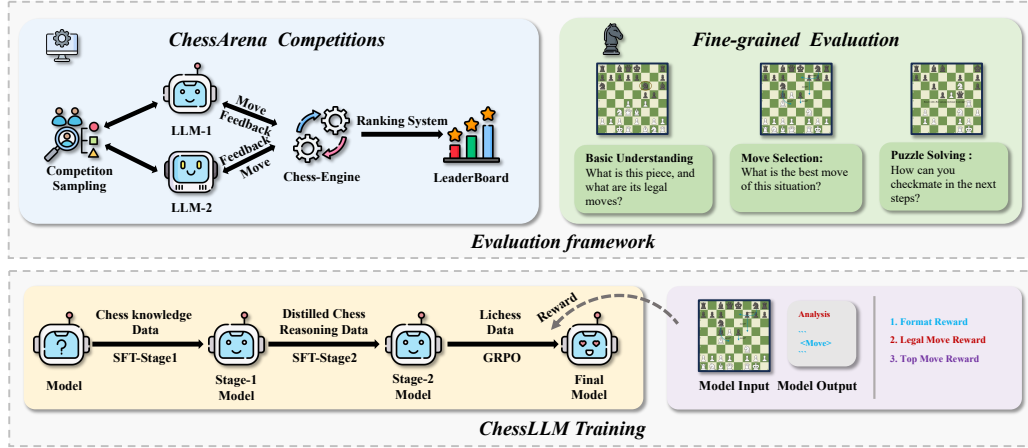 ChessArena Competitions
LLM-1
LLM-2
Competiton
Sampling
Move
Feedback
Feedback
Move
Chess-Engine
Ranking System
LeaderBoard
Fine-grained Evaluation
Basic Understanding
What is this piece, and
what are its legal
moves?
Move Selection:
What is the best move
of this situation?
Puzzle Solving :
How can you
checkmate in the next
steps?
Evaluation framework
?
Model
Chess knowledge
Data
SFT-Stage1
Stage-1
Model
Distilled Chess
Reasoning Data
SFT-Stage2
Stage-2
Model
Lichess
Data
GRPO
Reward
Final
Model
Model Input
Analysis
...
<Move>
...
Model Output
1. Format Reward
2. Legal Move Reward
3. Top Move Reward
ChessLLM Training